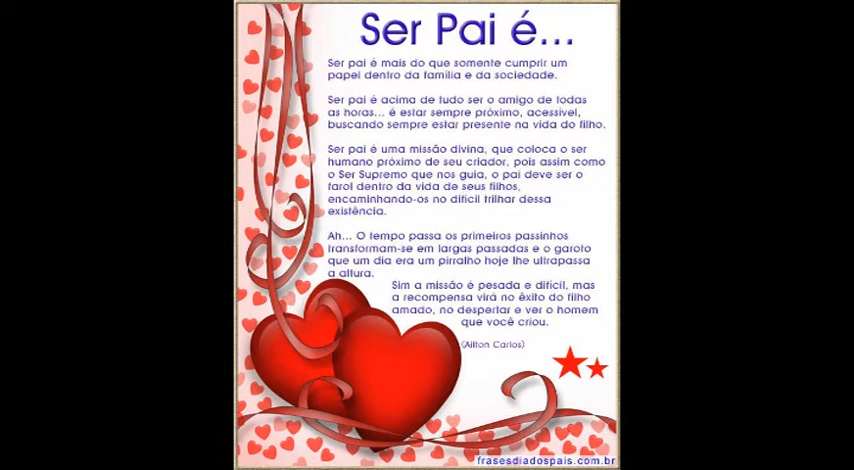 Ser Pai é...
Ser pai é mais do que somente cumprir um
papel dentro da família e da sociedade.
Ser pai é acima de tudo ser o amigo de todas
as horas... é estar sempre próximo, acessível,
buscando sempre estar presente na vida do filho.
Ser pai é uma missão divina, que coloca o ser
humano próximo de seu criador, pois assim como
o Ser Supremo que nos guia, o pai deve ser o
farol dentro da vida de seus filhos,
encaminhando-os no difícil trilhar dessa
existência.
Ah... O tempo passa os primeiros passinhos
transformam-se em largas passadas e o garoto
que um dia era um pirralho hoje lhe ultrapassa
a altura.
Sim a missão é pesada e difícil, mas
a recompensa virá no êxito do filho
amado, no despertar e ver o homem
que você criou.
(Ailton Carlos)
frasesdiadospais.com.br